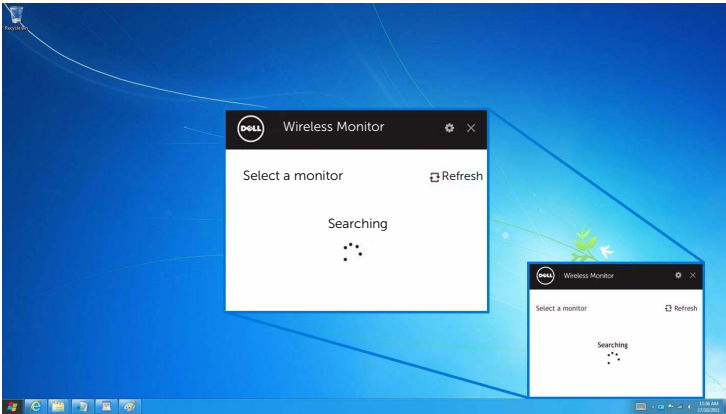 Recycle Bin
DELL
Wireless Monitor
Select a monitor
Refresh
Searching
DELL
Wireless Monitor
Select a monitor
Refresh
Searching